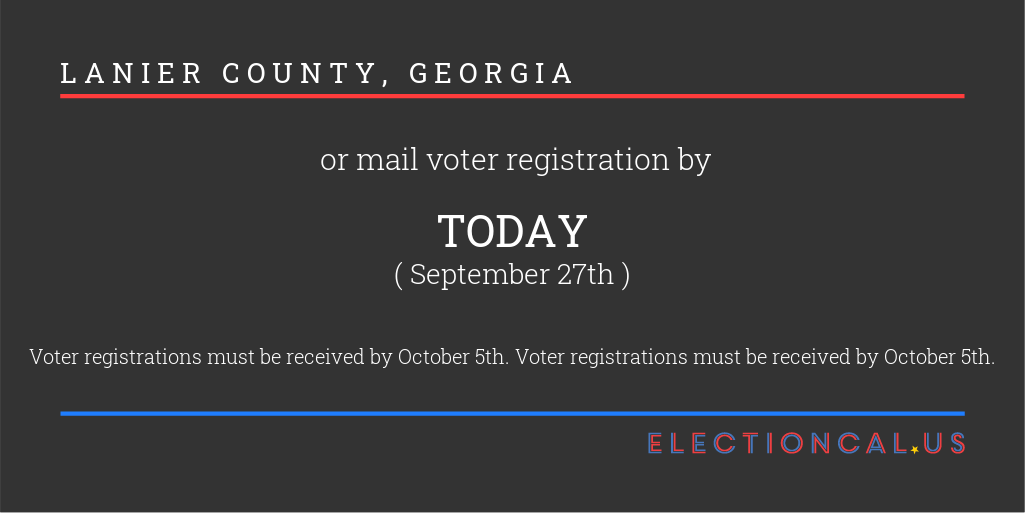 LANIER COUNTY, GEORGIA
or mail voter registration by
TODAY
( September 27th )
Voter registrations must be received by October 5th. Voter registrations must be received by October 5th.
ELECTIONCAL.US